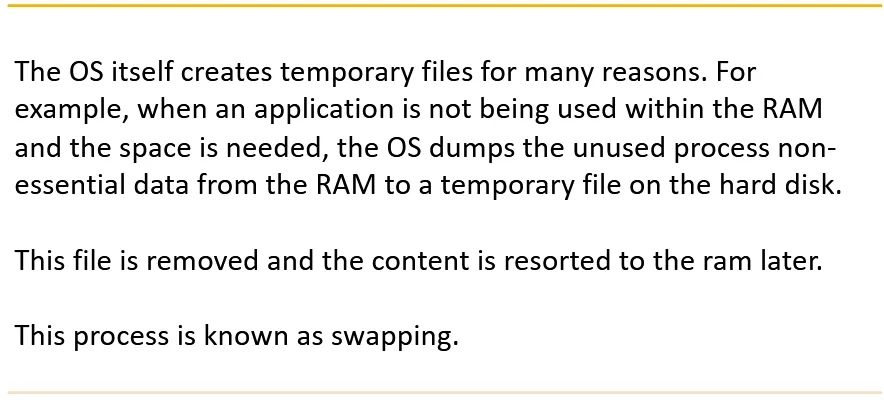 The OS itself creates temporary files for many reasons. For
example, when an application is not being used within the RAM
and the space is needed, the OS dumps the unused process non-
essential data from the RAM to a temporary file on the hard disk.
This file is removed and the content is resorted to the ram later.
This process is known as swapping.